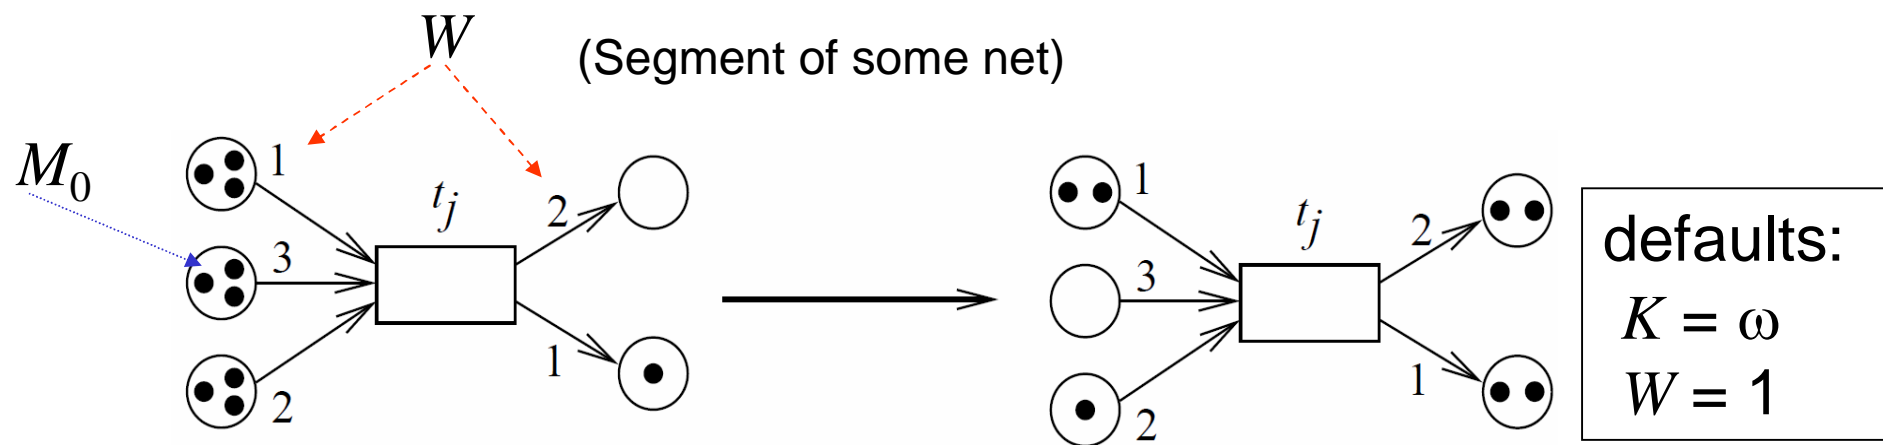 W
(Segment of some net)
M0
1
3
2
tj
2
1
1
3
2
tj
2
1
defaults:
K = ω
W = 1